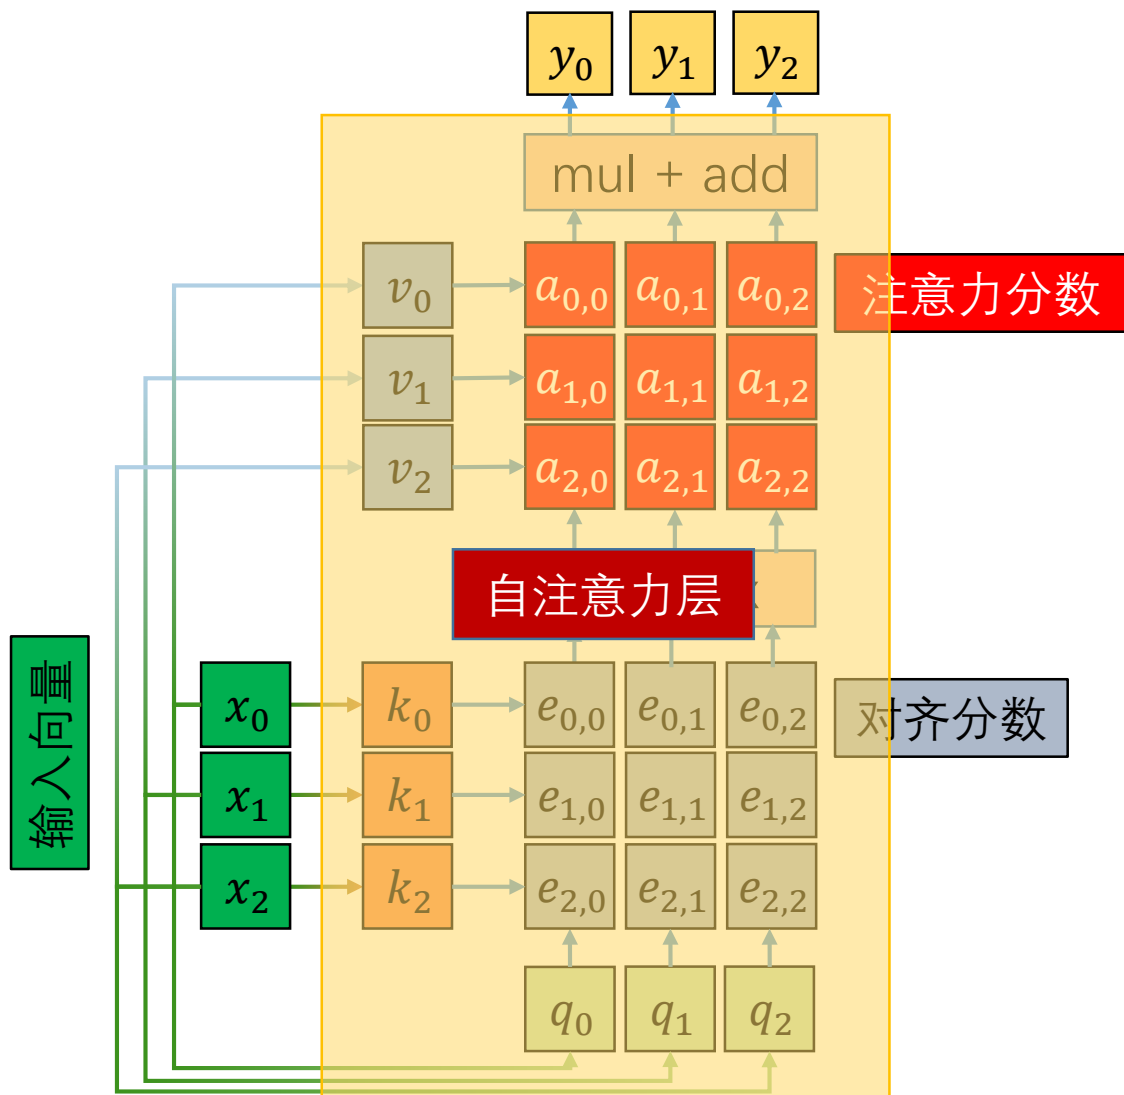 y₀ y₁ y₂
mul + add
v₀ a₀,₀ a₀,₁ a₀,₂ 注意力分数
v₁ a₁,₀ a₁,₁ a₁,₂
v₂ a₂,₀ a₂,₁ a₂,₂
自注意力层
输入向量
x₀ k₀ e₀,₀ e₀,₁ e₀,₂ 对齐分数
x₁ k₁ e₁,₀ e₁,₁ e₁,₂
x₂ k₂ e₂,₀ e₂,₁ e₂,₂
q₀ q₁ q₂